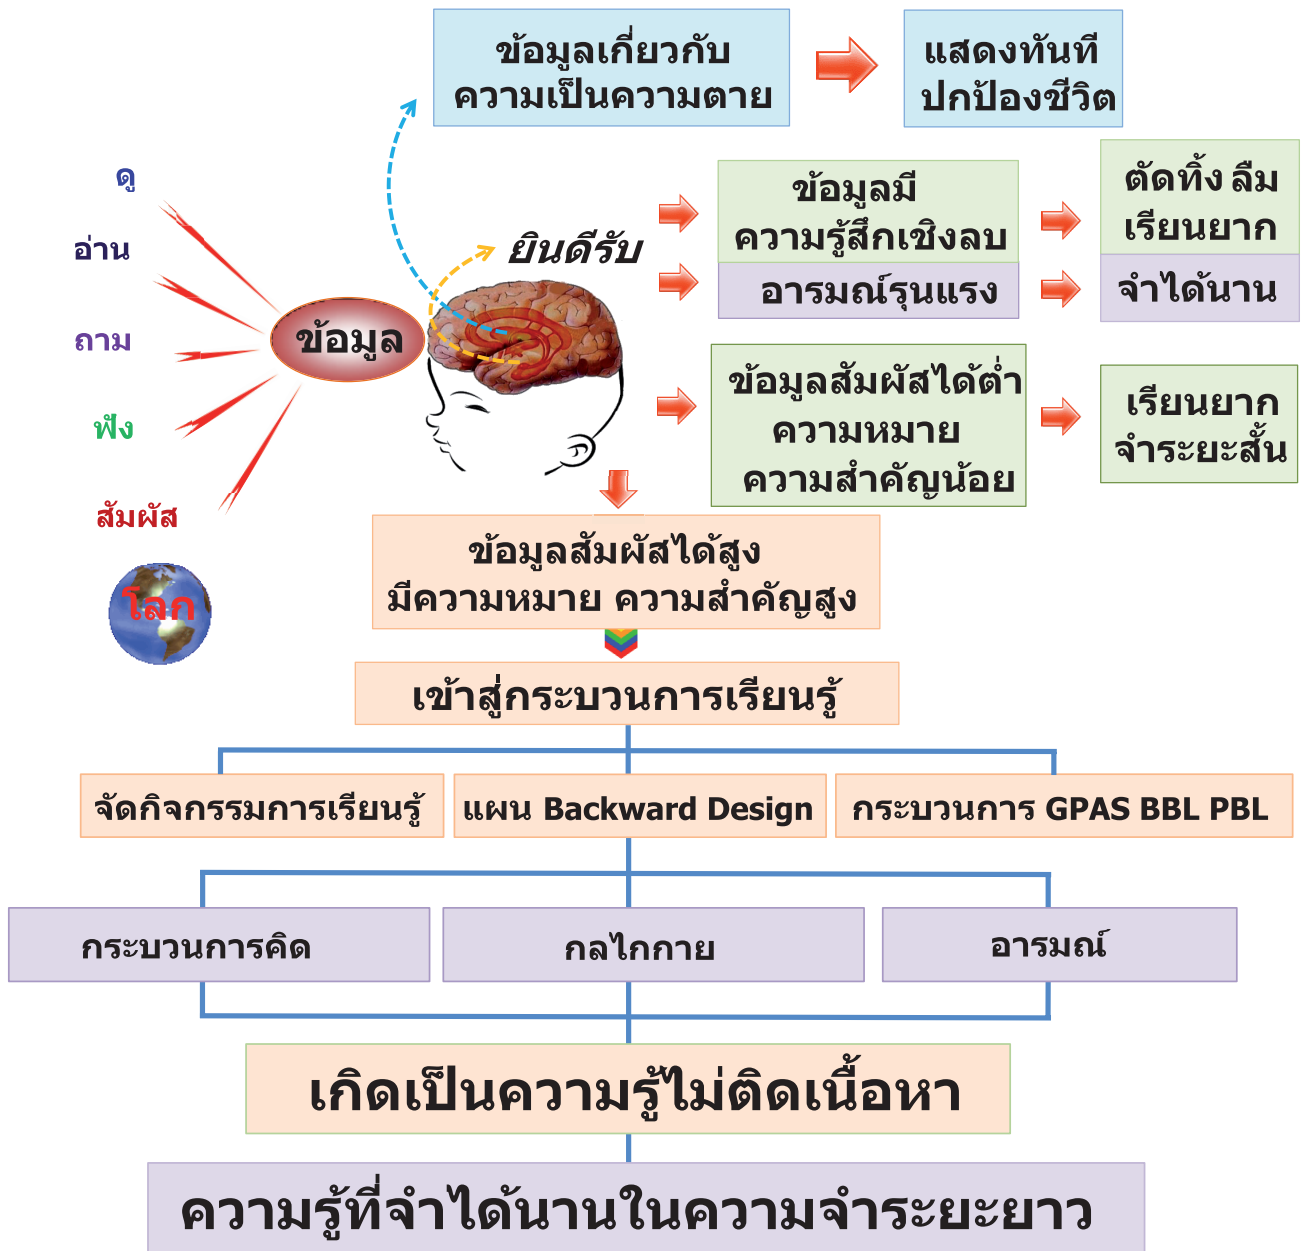 ข้อมูลเกี่ยวกับ
ความเป็นความตาย
แสดงทันที
ปกป้องชีวิต
ดู
อ่าน
ถาม
ฟัง
สัมผัส
โลก
ข้อมูล
ยินดีรับ
ข้อมูลมี
ความรู้สึกเชิงลบ
ตัดทิ้ง ลืม
เรียนยาก
อารมณ์รุนแรง
จำได้นาน
ข้อมูลสัมผัสได้ต่ำ
ความหมาย
ความสำคัญน้อย
เรียนยาก
จำระยะสั้น
ข้อมูลสัมผัสได้สูง
มีความหมาย ความสำคัญสูง
เข้าสู่กระบวนการเรียนรู้
จัดกิจกรรมการเรียนรู้
แผน Backward Design
กระบวนการ GPAS BBL PBL
กระบวนการคิด
กลไกกาย
อารมณ์
เกิดเป็นความรู้ไม่ติดเนื้อหา
ความรู้ที่จำได้นานในความจำระยะยาว